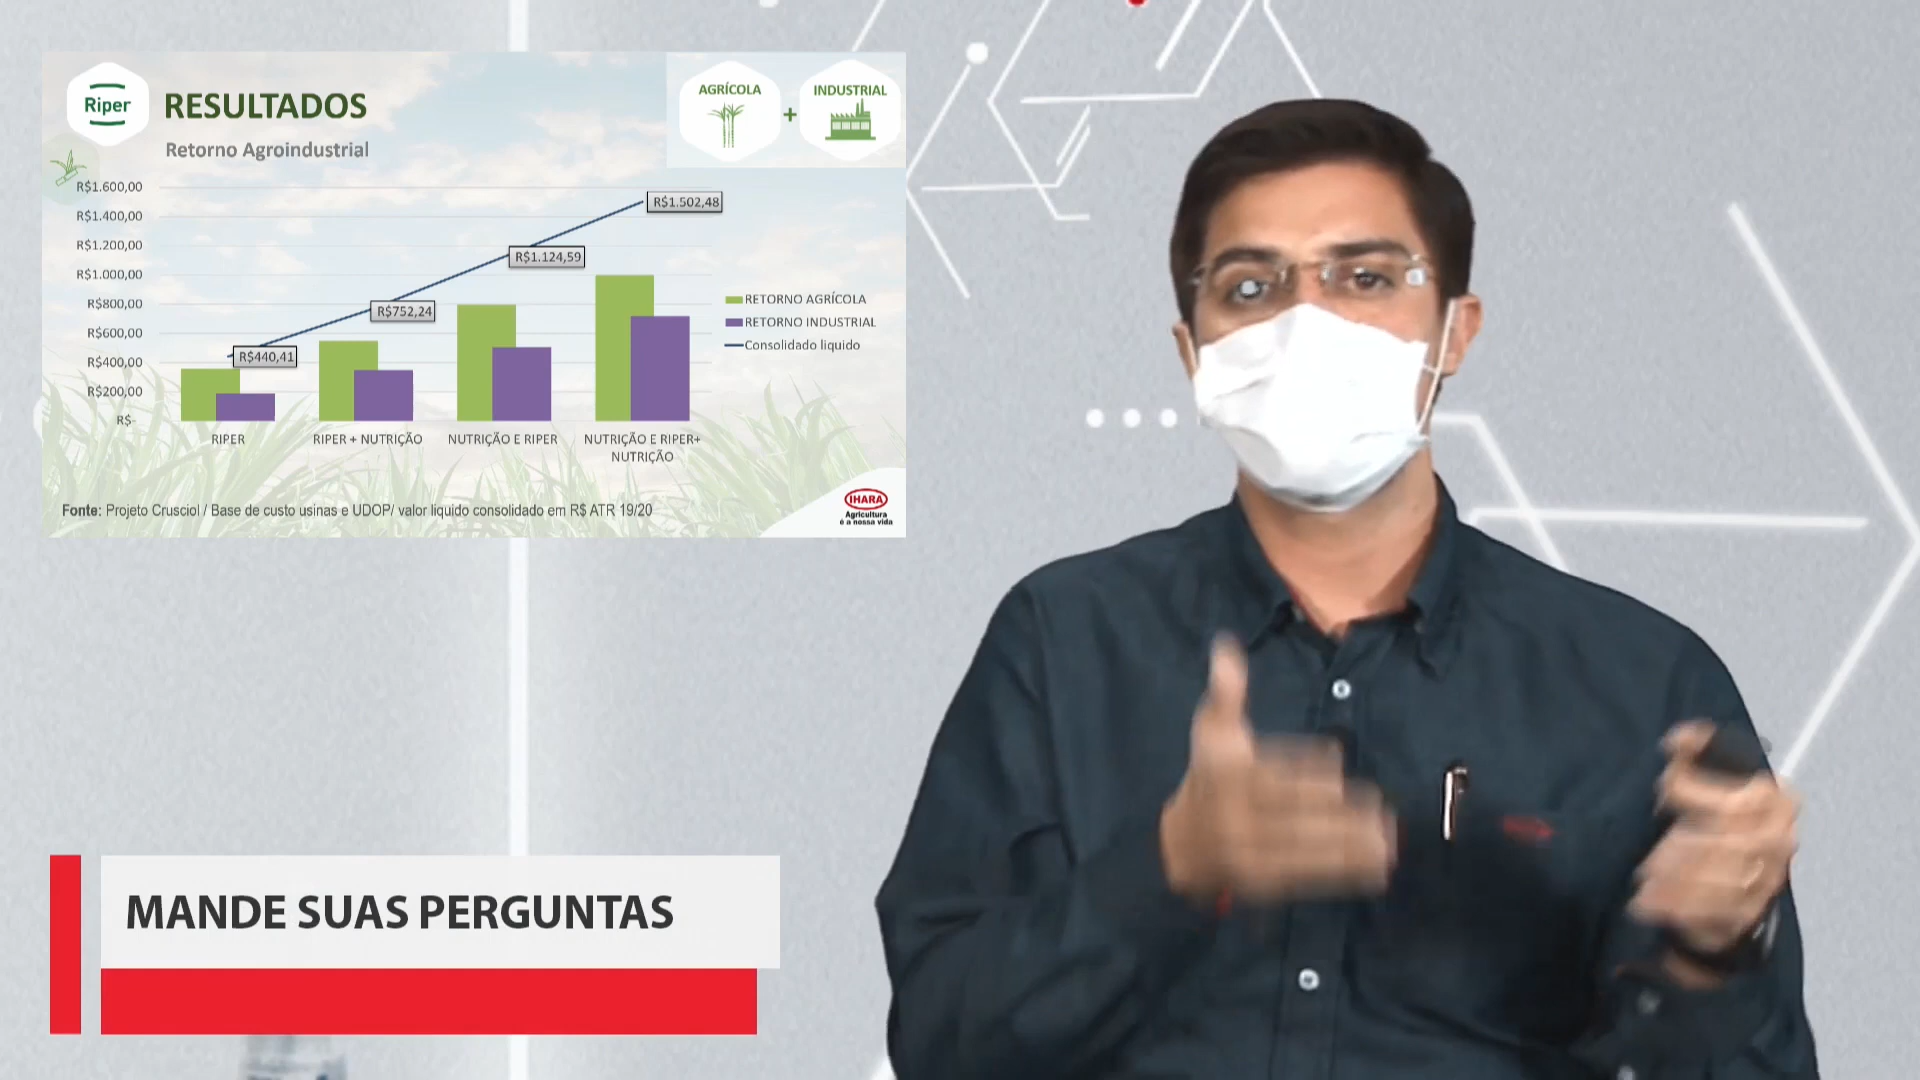 Riper
RESULTADOS
Retorno Agroindustrial
AGRÍCOLA
+
INDUSTRIAL
R$1.600,00
R$1.400,00
R$1.200,00
R$1.000,00
R$800,00
R$600,00
R$400,00
R$200,00
R$-
R$440,41
R$752,24
R$1.124,59
R$1.502,48
RETORNO AGRÍCOLA
RETORNO INDUSTRIAL
Consolidado liquido
RIPER
RIPER + NUTRIÇÃO
NUTRIÇÃO E RIPER
NUTRIÇÃO E RIPER+
NUTRIÇÃO
Fonte: Projeto Crusciol / Base de custo usinas e UDOP/ valor liquido consolidado em R$ ATR 19/20
IHARA
Agricultura
é a nossa vida
MANDE SUAS PERGUNTAS